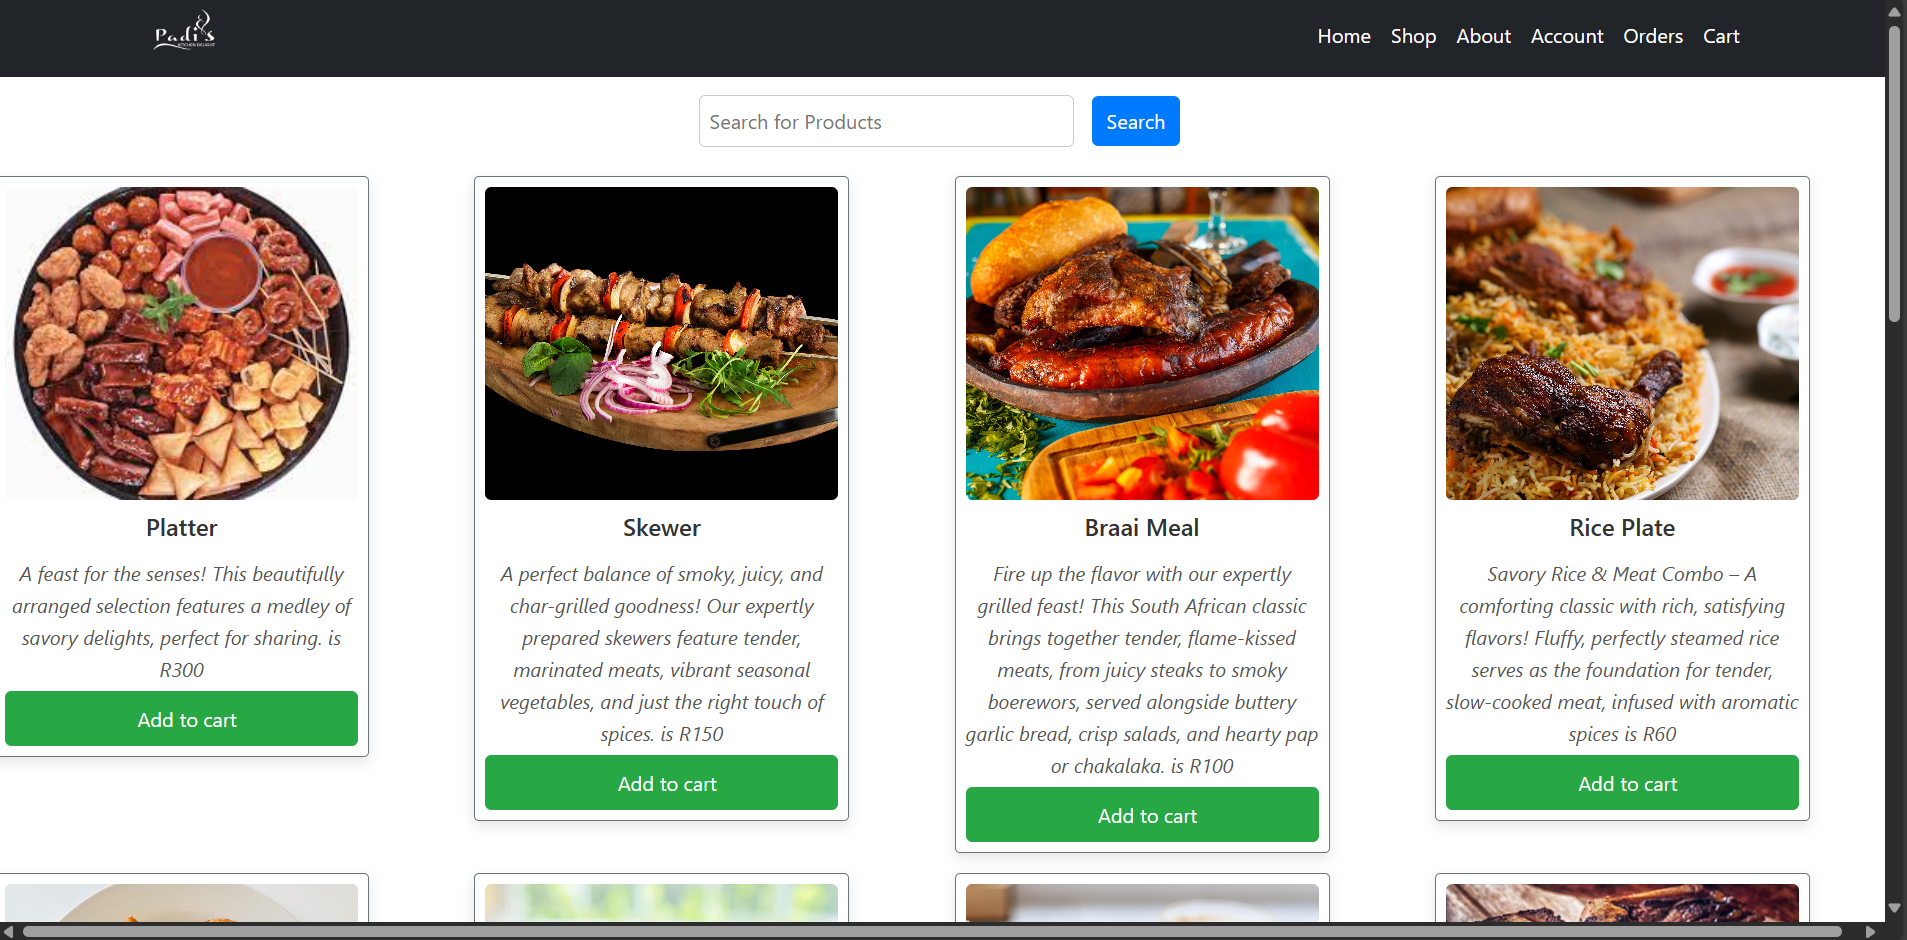 Padi's
KITCHEN DELIGHT
Home Shop About Account Orders Cart
Search for Products
Search
Platter
A feast for the senses! This beautifully
arranged selection features a medley of
savory delights, perfect for sharing. is
R300
Add to cart
Skewer
A perfect balance of smoky, juicy, and
char-grilled goodness! Our expertly
prepared skewers feature tender,
marinated meats, vibrant seasonal
vegetables, and just the right touch of
spices. is R150
Add to cart
Braai Meal
Fire up the flavor with our expertly
grilled feast! This South African classic
brings together tender, flame-kissed
meats, from juicy steaks to smoky
boerewors, served alongside buttery
garlic bread, crisp salads, and hearty pap
or chakalaka. is R100
Add to cart
Rice Plate
Savory Rice & Meat Combo – A
comforting classic with rich, satisfying
flavors! Fluffy, perfectly steamed rice
serves as the foundation for tender,
slow-cooked meat, infused with aromatic
spices is R60
Add to cart